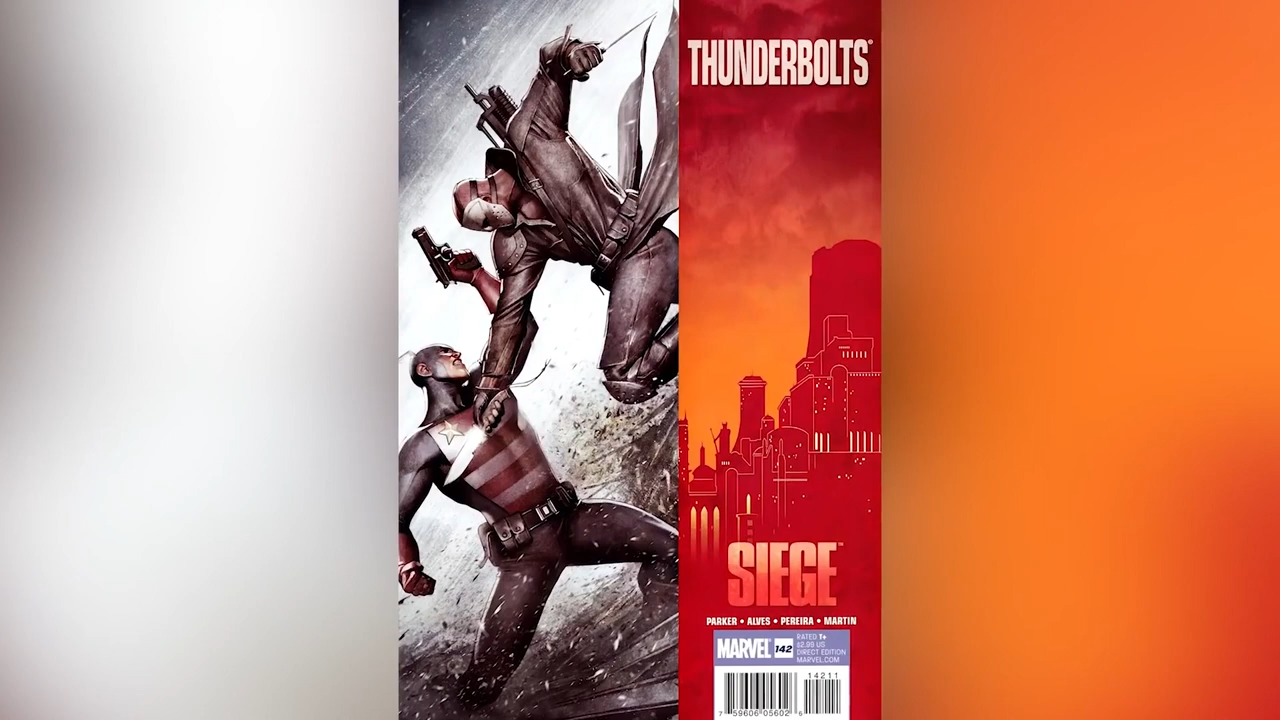 THUNDERBOLTS®
SIEGE™
PARKER • ALVES • PEREIRA • MARTIN
MARVEL 142
RATED T+
$2.99 US
DIRECT EDITION
MARVEL.COM
14211
7 59606 05602 6